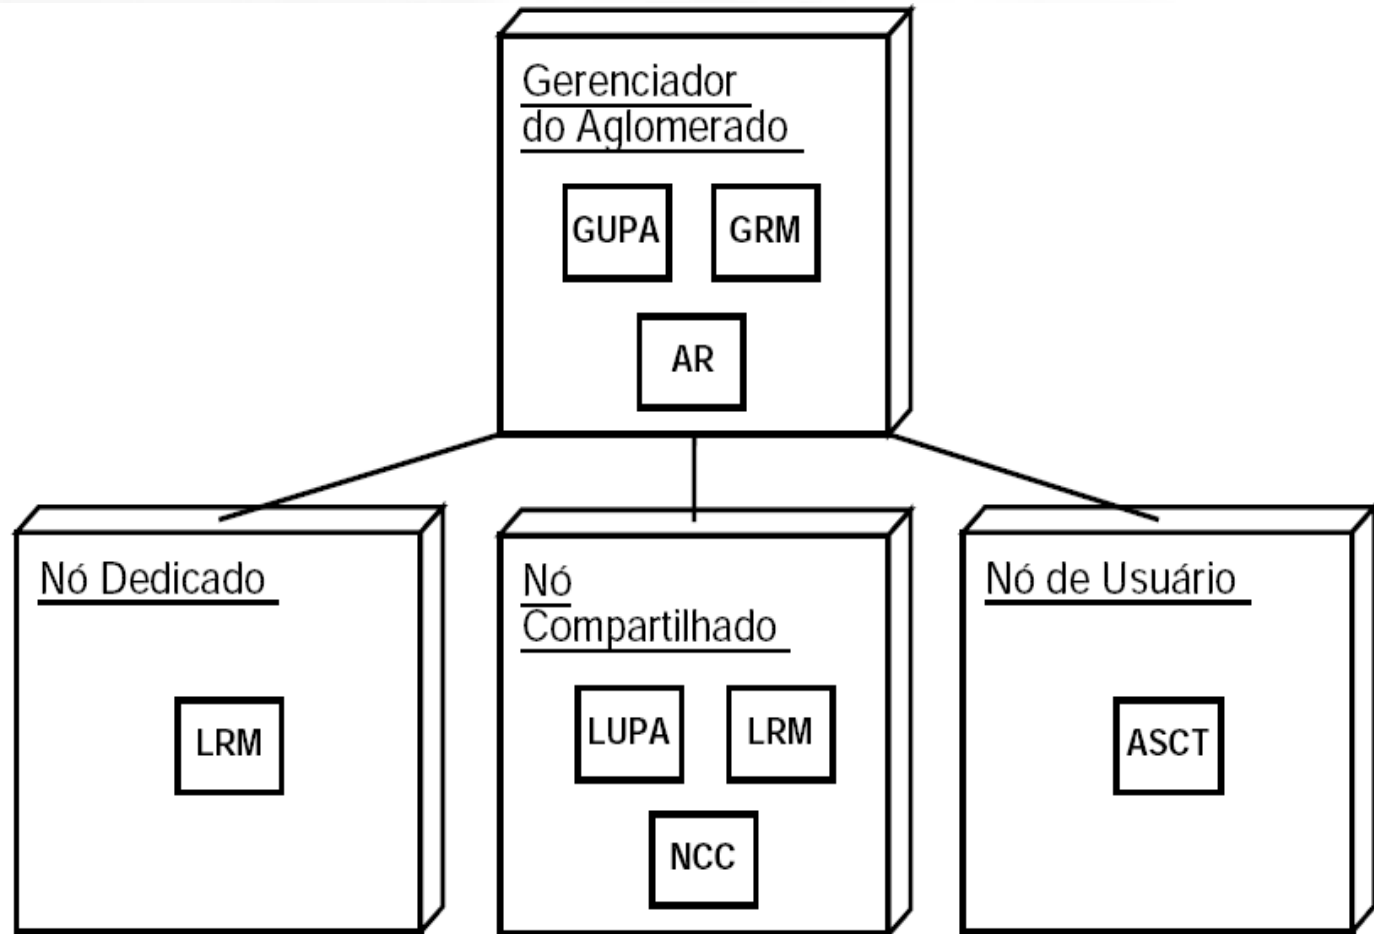 Gerenciador
do Aglomerado
GUPA GRM
AR
Nó Dedicado
LRM
Nó
Compartilhado
LUPA LRM
NCC
Nó de Usuário
ASCT